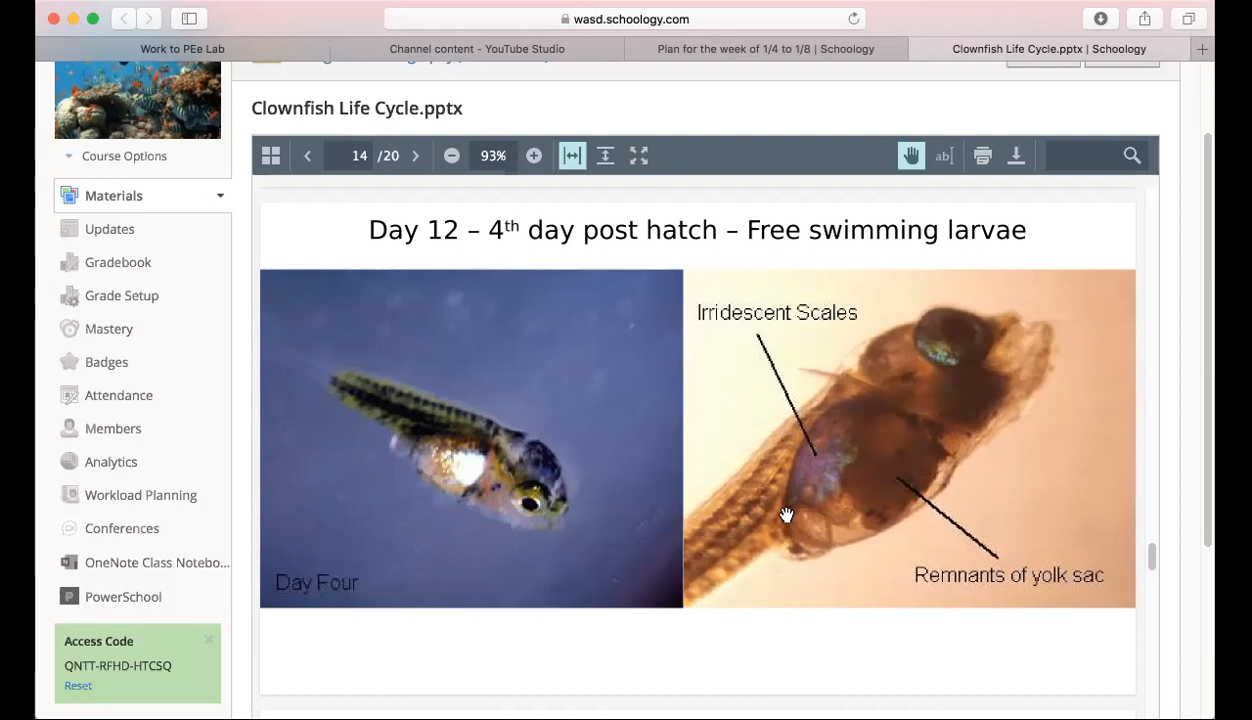 wasd.schoology.com
Work to PEe Lab
Channel content - YouTube Studio
Plan for the week of 1/4 to 1/8 | Schoology
Clownfish Life Cycle.pptx | Schoology
Clownfish Life Cycle.pptx
Course Options
14 /20
93%
Materials
Updates
Gradebook
Grade Setup
Mastery
Badges
Attendance
Members
Analytics
Workload Planning
Conferences
OneNote Class Notebo...
PowerSchool
Access Code
QNTT-RFHD-HTCSQ
Reset
Day 12 – 4th day post hatch – Free swimming larvae
Irridescent Scales
Day Four
Remnants of yolk sac